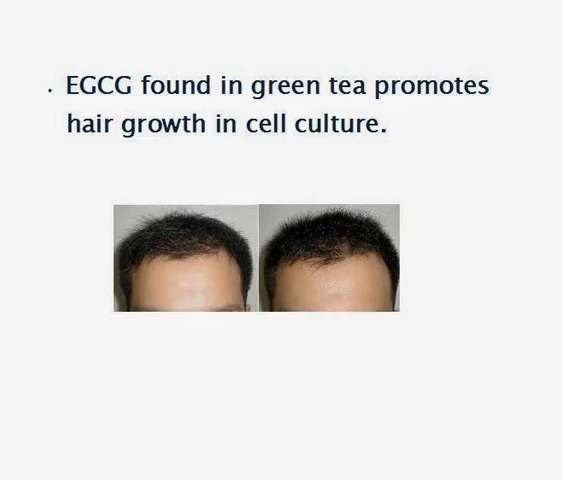 · EGCG found in green tea promotes
hair growth in cell culture.